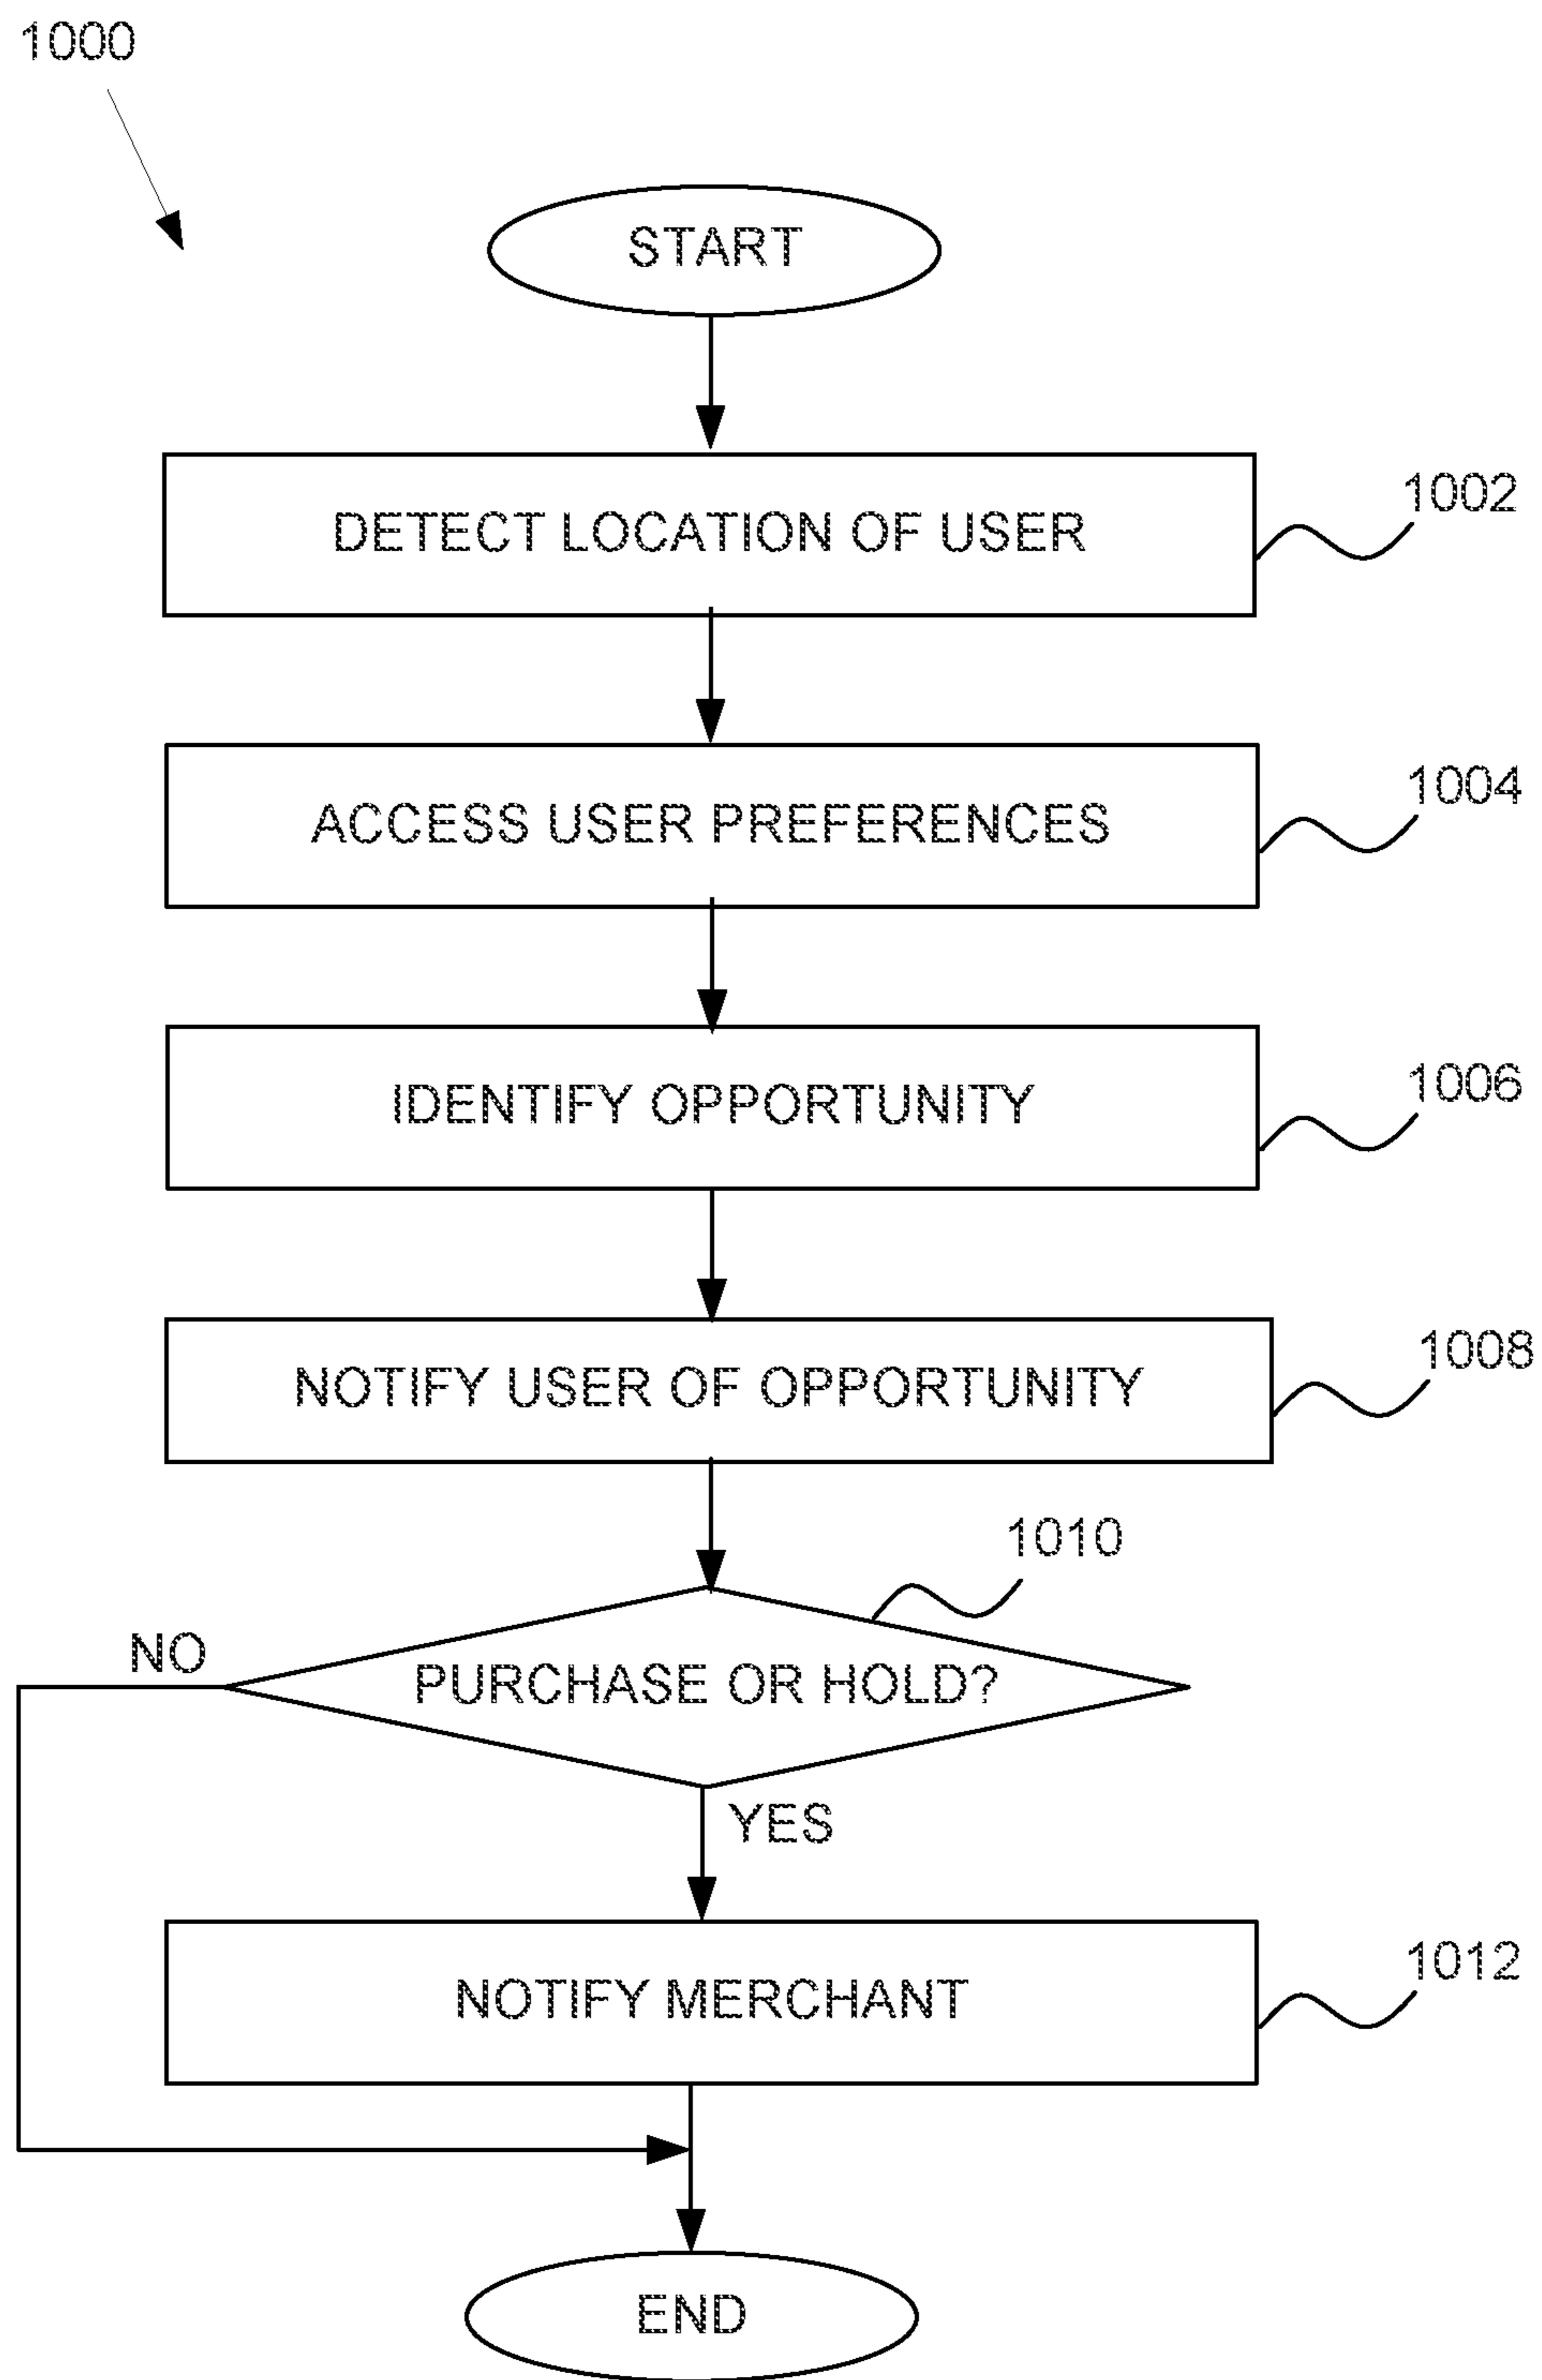 1000
START
DETECT LOCATION OF USER
1002
ACCESS USER PREFERENCES
1004
IDENTIFY OPPORTUNITY
1006
NOTIFY USER OF OPPORTUNITY
1008
1010
NO
PURCHASE OR HOLD?
YES
NOTIFY MERCHANT
1012
END